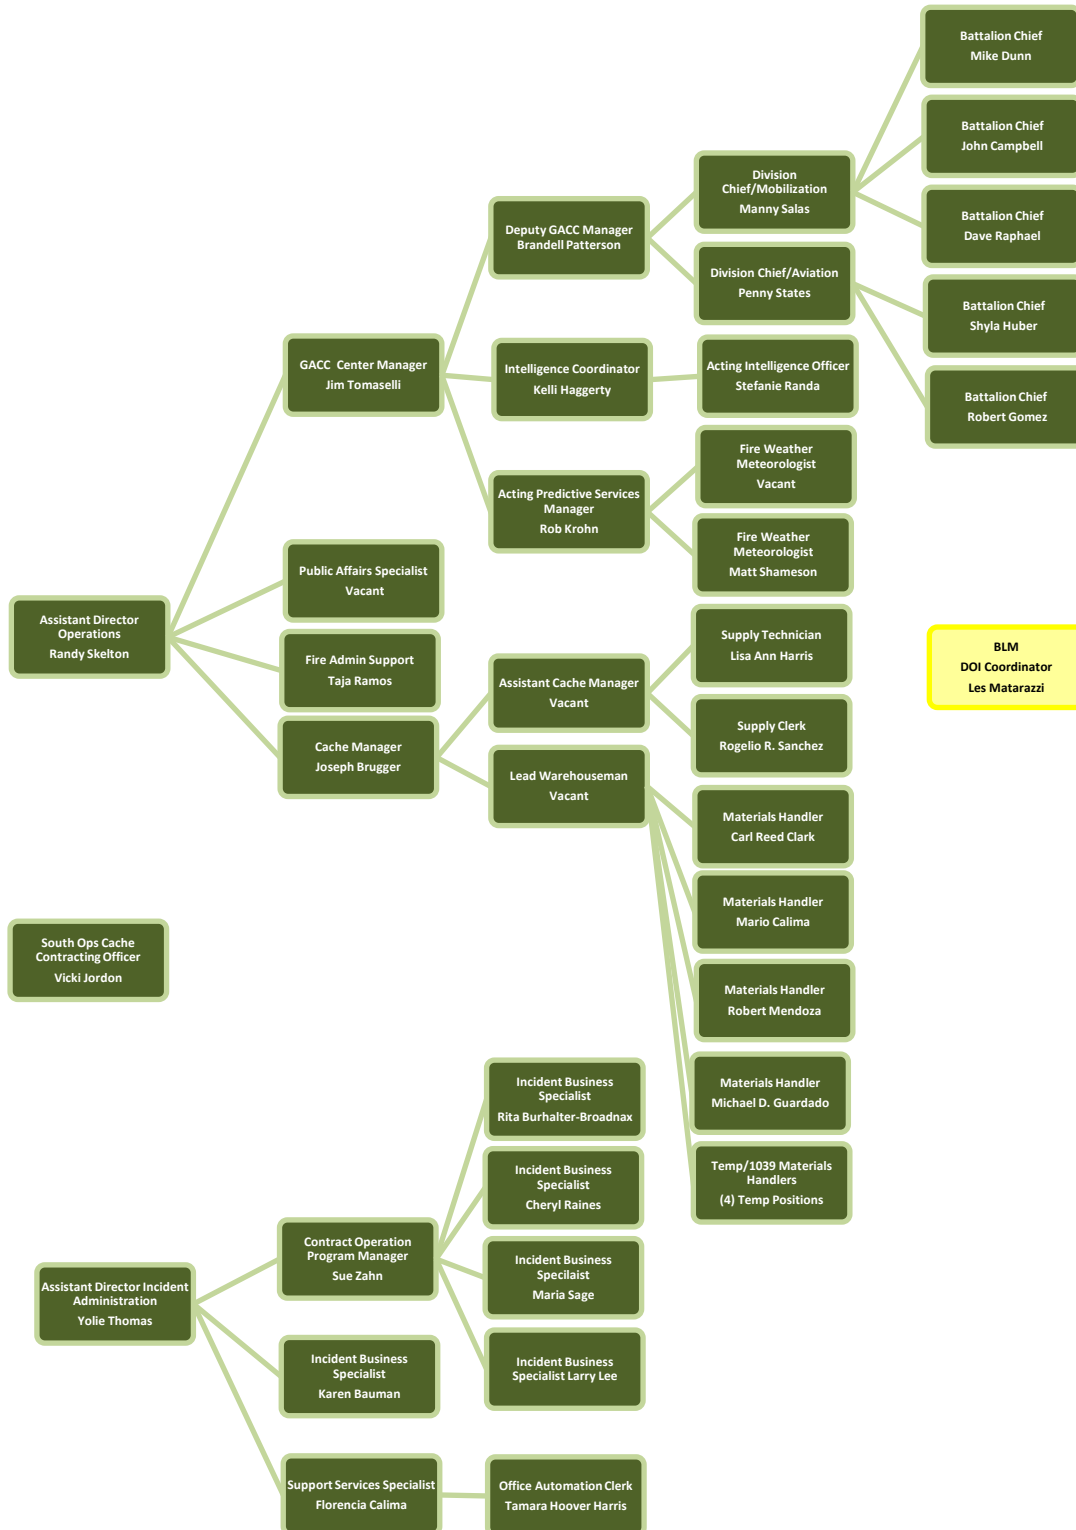 Battalion Chief
Mike Dunn
Battalion Chief
John Campbell
Division
Chief/Mobilization
Manny Salas
Battalion Chief
Dave Raphael
Deputy GACC Manager
Brandell Patterson
Division Chief/Aviation
Penny States
Battalion Chief
Shyla Huber
GACC  Center Manager
Jim Tomaselli
Intelligence Coordinator
Kelli Haggerty
Acting Intelligence Officer
Stefanie Randa
Battalion Chief
Robert Gomez
Fire Weather
Meteorologist
Vacant
Acting Predictive Services
Manager
Rob Krohn
Fire Weather
Meteorologist
Matt Shameson
Public Affairs Specialist
Vacant
Assistant Director
Operations
Randy Skelton
Supply Technician
Lisa Ann Harris
BLM
DOI Coordinator
Les Matarazzi
Fire Admin Support
Taja Ramos
Assistant Cache Manager
Vacant
Supply Clerk
Rogelio R. Sanchez
Cache Manager
Joseph Brugger
Lead Warehouseman
Vacant
Materials Handler
Carl Reed Clark
Materials Handler
Mario Calima
South Ops Cache
Contracting Officer
Vicki Jordon
Materials Handler
Robert Mendoza
Materials Handler
Michael D. Guardado
Incident Business
Specialist
Rita Burhalter-Broadnax
Temp/1039 Materials
Handlers
(4) Temp Positions
Incident Business
Specialist
Cheryl Raines
Contract Operation
Program Manager
Sue Zahn
Incident Business
Specilaist
Maria Sage
Assistant Director Incident
Administration
Yolie Thomas
Incident Business
Specialist Larry Lee
Incident Business
Specialist
Karen Bauman
Support Services Specialist
Florencia Calima
Office Automation Clerk
Tamara Hoover Harris